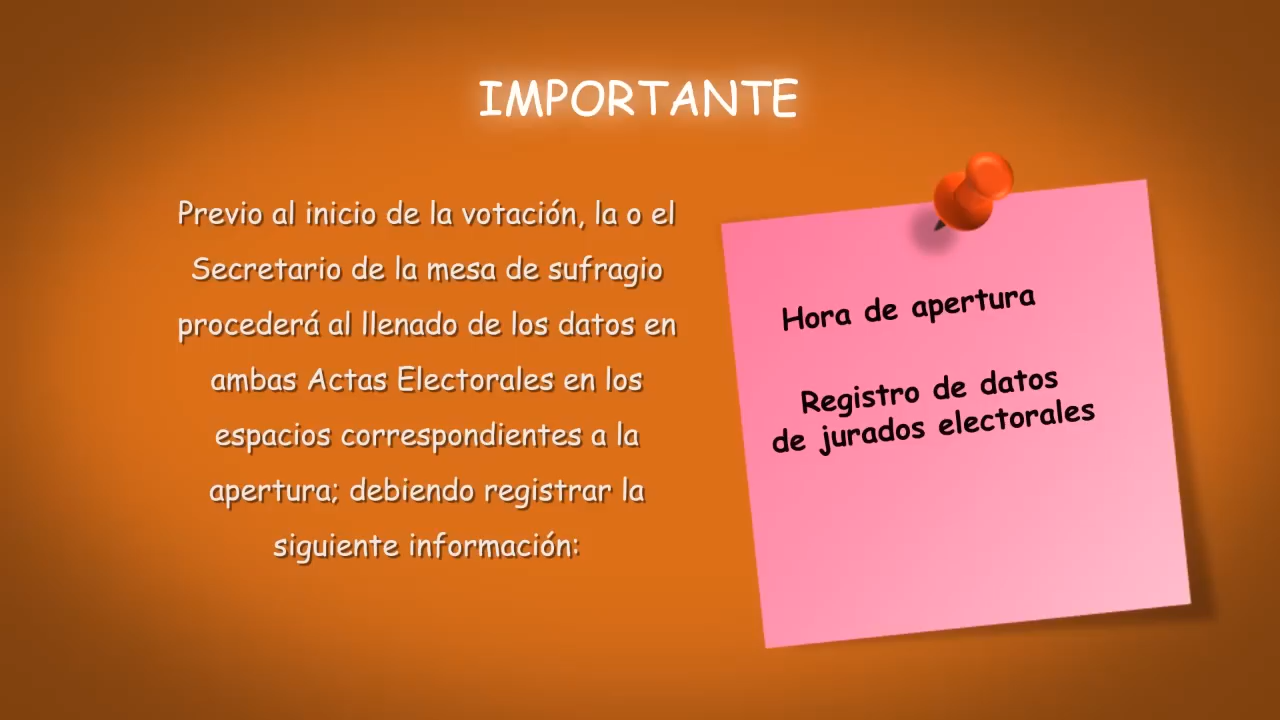 IMPORTANTE
Previo al inicio de la votación, la o el
Secretario de la mesa de sufragio
procederá al llenado de los datos en
ambas Actas Electorales en los
espacios correspondientes a la
apertura; debiendo registrar la
siguiente información:
Hora de apertura
Registro de datos
de jurados electorales